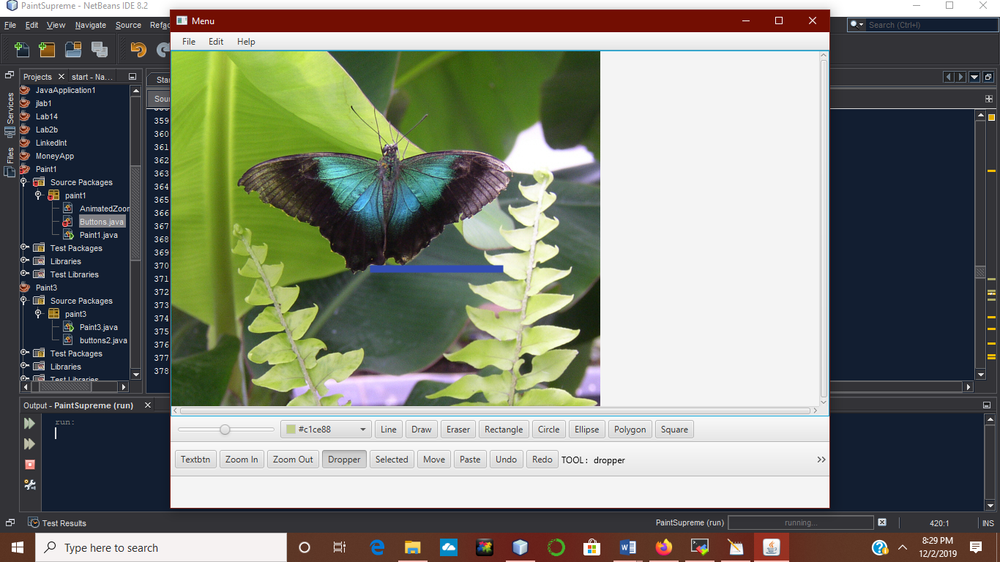 PaintSupreme - NetBeans IDE 8.2
File Edit View Navigate Source Refac
Search (Ctrl+I)
Menu
File Edit Help
Projects start - Na...
Services
Files
JavaApplication1
jlab1
Lab14
Lab2b
LinkedInt
MoneyApp
Paint1
Source Packages
paint1
AnimatedZoor
Buttons.java
Paint1.java
Test Packages
Libraries
Test Libraries
Paint3
Source Packages
paint3
Paint3.java
buttons2.java
Test Packages
Libraries
Test Libraries
Star
Sour
359
360
361
362
363
364
365
366
367
368
369
370
371
372
373
374
375
376
377
378
#c1ce88 Line Draw Eraser Rectangle Circle Ellipse Polygon Square
Textbtn Zoom In Zoom Out Dropper Selected Move Paste Undo Redo TOOL: dropper
Output - PaintSupreme (run)
run:
Test Results
PaintSupreme (run) running... 420:1 INS
Type here to search
8:29 PM
12/2/2019